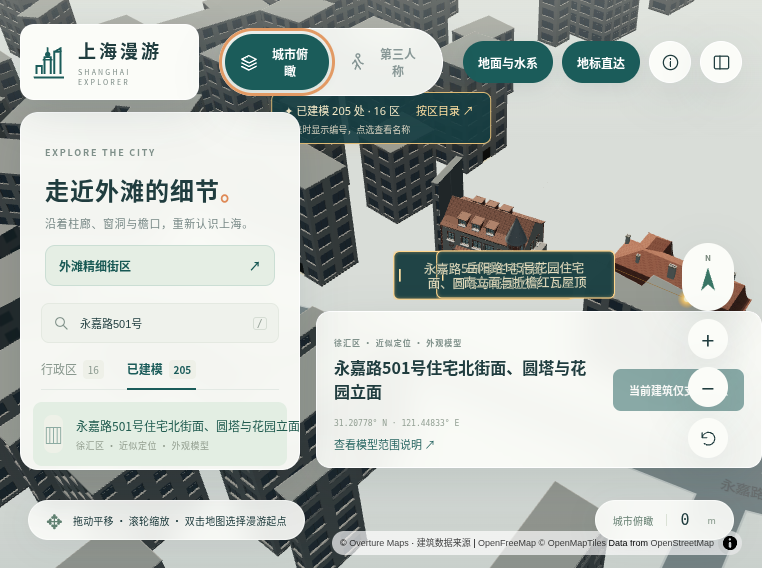 上海漫游
SHANGHAI
EXPLORER
城市俯
瞰
第三人
称
地面与水系
地标直达
已建模 205 处 · 16 区 按区目录 ↗
时显示编号，点选查看名称
EXPLORE THE CITY
走近外滩的细节。
沿着柱廊、窗洞与檐口，重新认识上海。
外滩精细街区 ↗
永嘉路501号 /
行政区 16 已建模 205
永嘉路501号住宅北街面、圆塔与花园立面
徐汇区 · 近似定位 · 外观模型
N
徐汇区 · 近似定位 · 外观模型
永嘉路501号住宅北街面、圆塔与花
园立面
31.20778° N · 121.44833° E
查看模型范围说明 ↗
当前建筑仅
拖动平移 · 滚轮缩放 · 双击地图选择漫游起点
城市俯瞰 0 m
永嘉路
© Overture Maps · 建筑数据来源 | OpenFreeMap © OpenMapTiles Data from OpenStreetMap